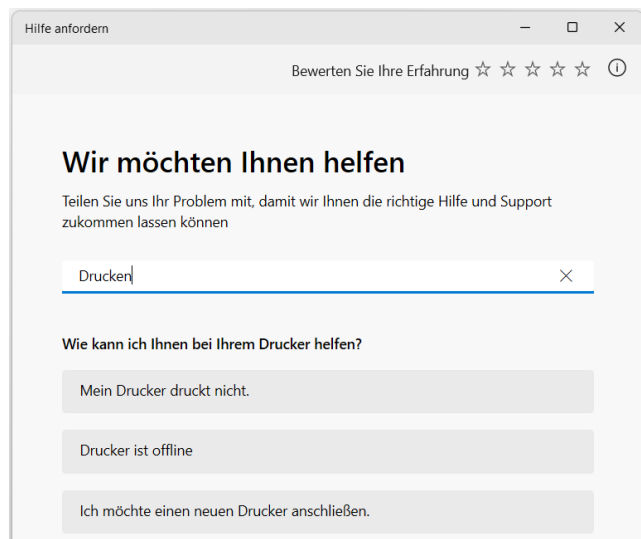 Hilfe anfordern
Bewerten Sie Ihre Erfahrung
Wir möchten Ihnen helfen
Teilen Sie uns Ihr Problem mit, damit wir Ihnen die richtige Hilfe und Support
zukommen lassen können
Drucken
Wie kann ich Ihnen bei Ihrem Drucker helfen?
Mein Drucker druckt nicht.
Drucker ist offline
Ich möchte einen neuen Drucker anschließen.